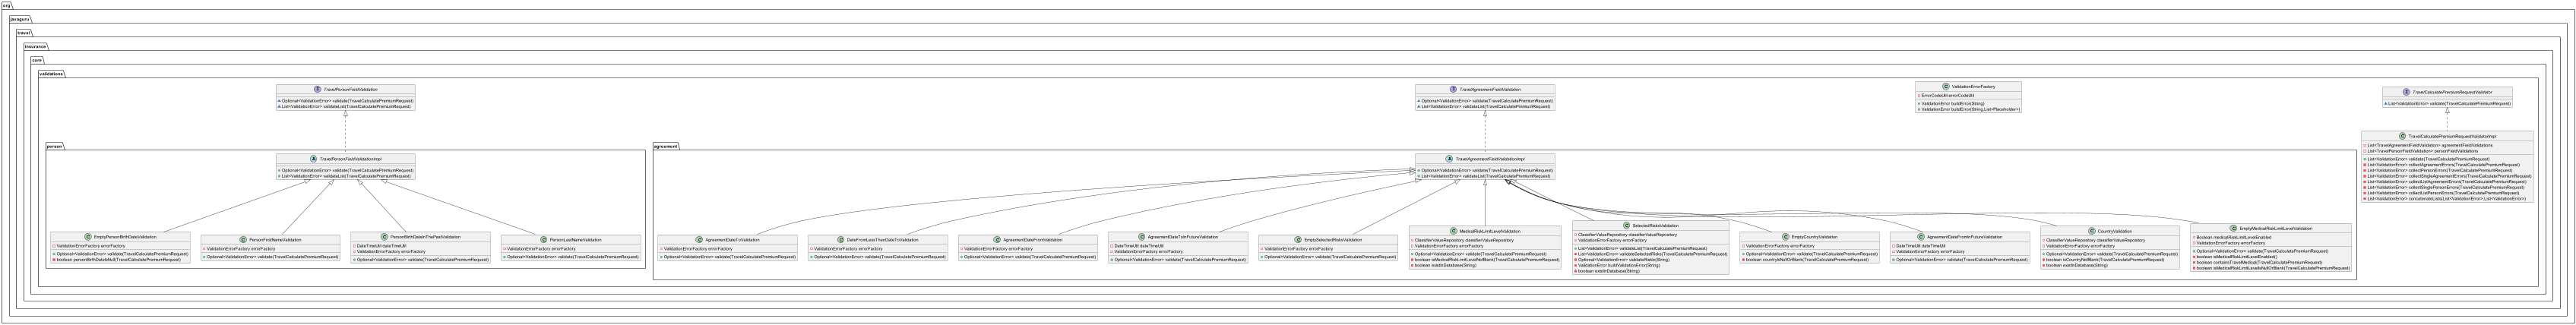 org
javaguru
travel
insurance
core
validations
I TravelPersonFieldValidation
Optional<ValidationError> validate(TravelCalculatePremiumRequest)
List<ValidationError> validateList(TravelCalculatePremiumRequest)
I TravelAgreementFieldValidation
Optional<ValidationError> validate(TravelCalculatePremiumRequest)
List<ValidationError> validateList(TravelCalculatePremiumRequest)
C ValidationErrorFactory
ErrorCodeUtil errorCodeUtil
ValidationError buildError(String)
ValidationError buildError(String,List<Placeholder>)
I TravelCalculatePremiumRequestValidator
List<ValidationError> validate(TravelCalculatePremiumRequest)
person
A TravelPersonFieldValidationImpl
Optional<ValidationError> validate(TravelCalculatePremiumRequest)
List<ValidationError> validateList(TravelCalculatePremiumRequest)
agreement
A TravelAgreementFieldValidationImpl
Optional<ValidationError> validate(TravelCalculatePremiumRequest)
List<ValidationError> validateList(TravelCalculatePremiumRequest)
C TravelCalculatePremiumRequestValidatorImpl
List<TravelAgreementFieldValidation> agreementFieldValidations
List<TravelPersonFieldValidation> personFieldValidations
List<ValidationError> validate(TravelCalculatePremiumRequest)
List<ValidationError> collectAgreementErrors(TravelCalculatePremiumRequest)
List<ValidationError> collectPersonErrors(TravelCalculatePremiumRequest)
List<ValidationError> collectSingleAgreementErrors(TravelCalculatePremiumRequest)
List<ValidationError> collectListAgreementErrors(TravelCalculatePremiumRequest)
List<ValidationError> collectSinglePersonErrors(TravelCalculatePremiumRequest)
List<ValidationError> collectListPersonErrors(TravelCalculatePremiumRequest)
List<ValidationError> concatenateLists(List<ValidationError>,List<ValidationError>)
C EmptyPersonBirthDateValidation
ValidationErrorFactory errorFactory
Optional<ValidationError> validate(TravelCalculatePremiumRequest)
boolean personBirthDateIsNull(TravelCalculatePremiumRequest)
C PersonFirstNameValidation
ValidationErrorFactory errorFactory
Optional<ValidationError> validate(TravelCalculatePremiumRequest)
C PersonBirthDateInThePastValidation
DateTimeUtil dateTimeUtil
ValidationErrorFactory errorFactory
Optional<ValidationError> validate(TravelCalculatePremiumRequest)
C PersonLastNameValidation
ValidationErrorFactory errorFactory
Optional<ValidationError> validate(TravelCalculatePremiumRequest)
C AgreementDateToValidation
ValidationErrorFactory errorFactory
Optional<ValidationError> validate(TravelCalculatePremiumRequest)
C DateFromLessThenDateToValidation
ValidationErrorFactory errorFactory
Optional<ValidationError> validate(TravelCalculatePremiumRequest)
C AgreementDateFromValidation
ValidationErrorFactory errorFactory
Optional<ValidationError> validate(TravelCalculatePremiumRequest)
C AgreementDateToInFutureValidation
DateTimeUtil dateTimeUtil
ValidationErrorFactory errorFactory
Optional<ValidationError> validate(TravelCalculatePremiumRequest)
C EmptySelectedRisksValidation
ValidationErrorFactory errorFactory
Optional<ValidationError> validate(TravelCalculatePremiumRequest)
C MedicalRiskLimitLevelValidation
ClassifierValueRepository classifierValueRepository
ValidationErrorFactory errorFactory
Optional<ValidationError> validate(TravelCalculatePremiumRequest)
boolean isMedicalRiskLimitLevelNotBlank(TravelCalculatePremiumRequest)
boolean existInDatabase(String)
C SelectedRisksValidation
ClassifierValueRepository classifierValueRepository
ValidationErrorFactory errorFactory
List<ValidationError> validateList(TravelCalculatePremiumRequest)
List<ValidationError> validateSelectedRisks(TravelCalculatePremiumRequest)
Optional<ValidationError> validateRiskIc(String)
ValidationError buildValidationError(String)
boolean existInDatabase(String)
C EmptyCountryValidation
ValidationErrorFactory errorFactory
Optional<ValidationError> validate(TravelCalculatePremiumRequest)
boolean countryIsNullOrBlank(TravelCalculatePremiumRequest)
C AgreementDateFromInFutureValidation
DateTimeUtil dateTimeUtil
ValidationErrorFactory errorFactory
Optional<ValidationError> validate(TravelCalculatePremiumRequest)
C CountryValidation
ClassifierValueRepository classifierValueRepository
ValidationErrorFactory errorFactory
Optional<ValidationError> validate(TravelCalculatePremiumRequest)
boolean isCountryNotBlank(TravelCalculatePremiumRequest)
boolean existInDatabase(String)
C EmptyMedicalRiskLimitLevelValidation
Boolean medicalRiskLimitLevelEnabled
ValidationErrorFactory errorFactory
Optional<ValidationError> validate(TravelCalculatePremiumRequest)
boolean isMedicalRiskLimitLevelEnabled()
boolean containsTravelMedical(TravelCalculatePremiumRequest)
boolean isMedicalRiskLimitLevelIsNullOrBlank(TravelCalculatePremiumRequest)